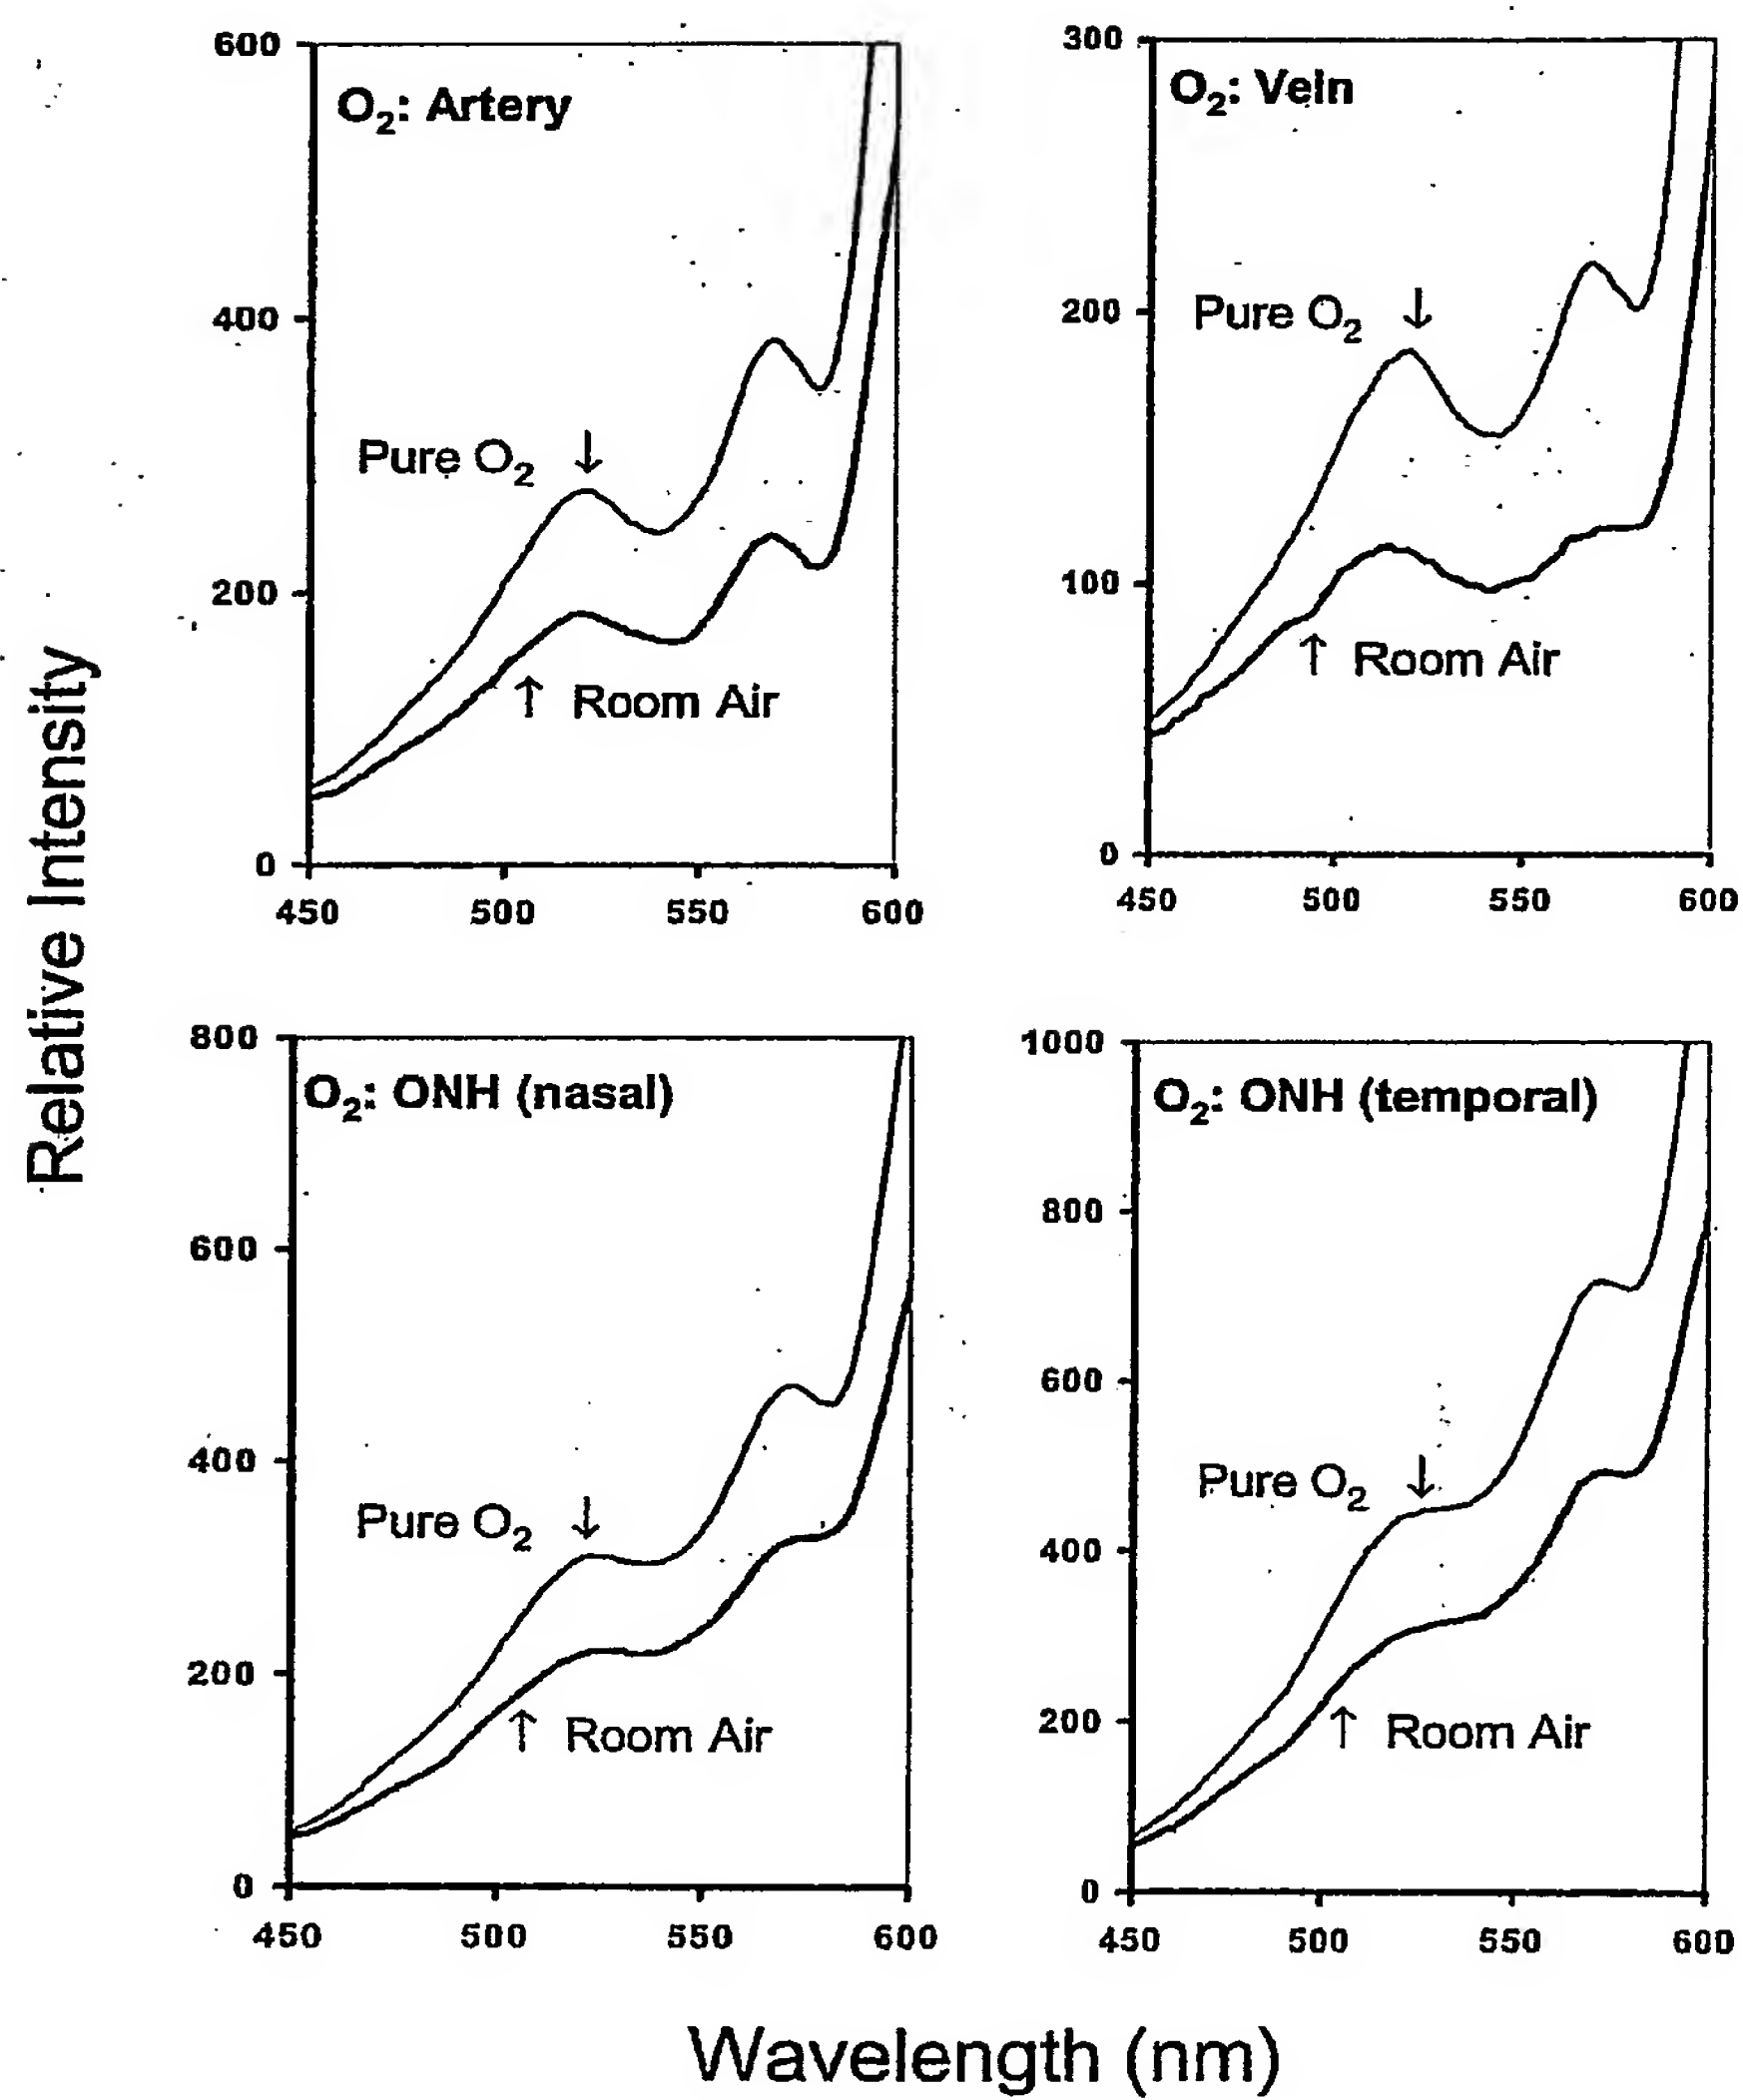 Relative Intensity
600
400
200
0
450 500 550 600
O₂: Artery
Pure O₂ ↓
↑ Room Air
300
200
100
0
450 500 550 600
O₂: Vein
Pure O₂ ↓
↑ Room Air
800
600
400
200
0
450 500 550 600
O₂: ONH (nasal)
Pure O₂ ↓
↑ Room Air
1000
800
600
400
200
0
450 500 550 600
O₂: ONH (temporal)
Pure O₂ ↓
↑ Room Air
Wavelength (nm)